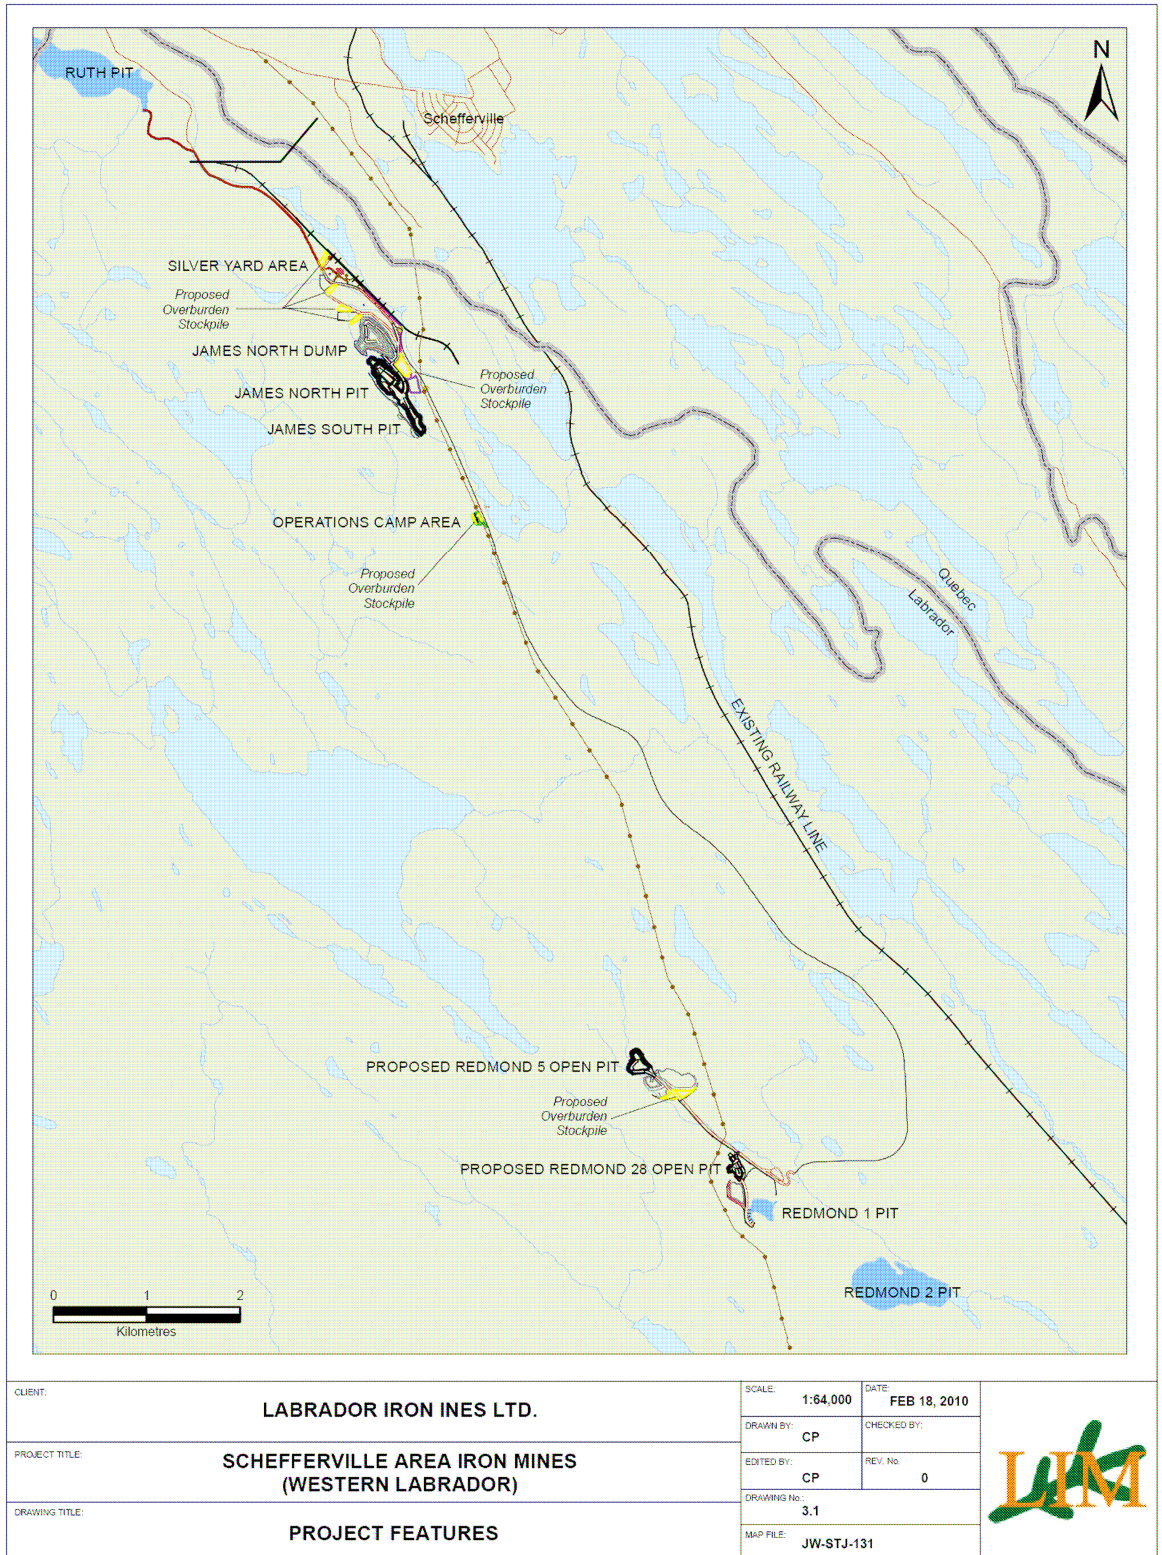 N
RUTH PIT
Schefferville
SILVER YARD AREA
Proposed
Overburden
Stockpile
JAMES NORTH DUMP
Proposed
Overburden
Stockpile
JAMES NORTH PIT
JAMES SOUTH PIT
OPERATIONS CAMP AREA
Proposed
Overburden
Stockpile
Quebec
Labrador
EXISTING RAILWAY LINE
PROPOSED REDMOND 5 OPEN PIT
Proposed
Overburden
Stockpile
PROPOSED REDMOND 28 OPEN PIT
REDMOND 1 PIT
REDMOND 2 PIT
0 1 2
Kilometres
CLIENT:
LABRADOR IRON INES LTD.
PROJECT TITLE:
SCHEFFERVILLE AREA IRON MINES
(WESTERN LABRADOR)
DRAWING TITLE:
PROJECT FEATURES
SCALE:
1:64,000
DATE:
FEB 18, 2010
DRAWN BY:
CP
CHECKED BY:
EDITED BY:
CP
REV. No.
0
DRAWING No.:
3.1
MAP FILE:
JW-STJ-131
LIM